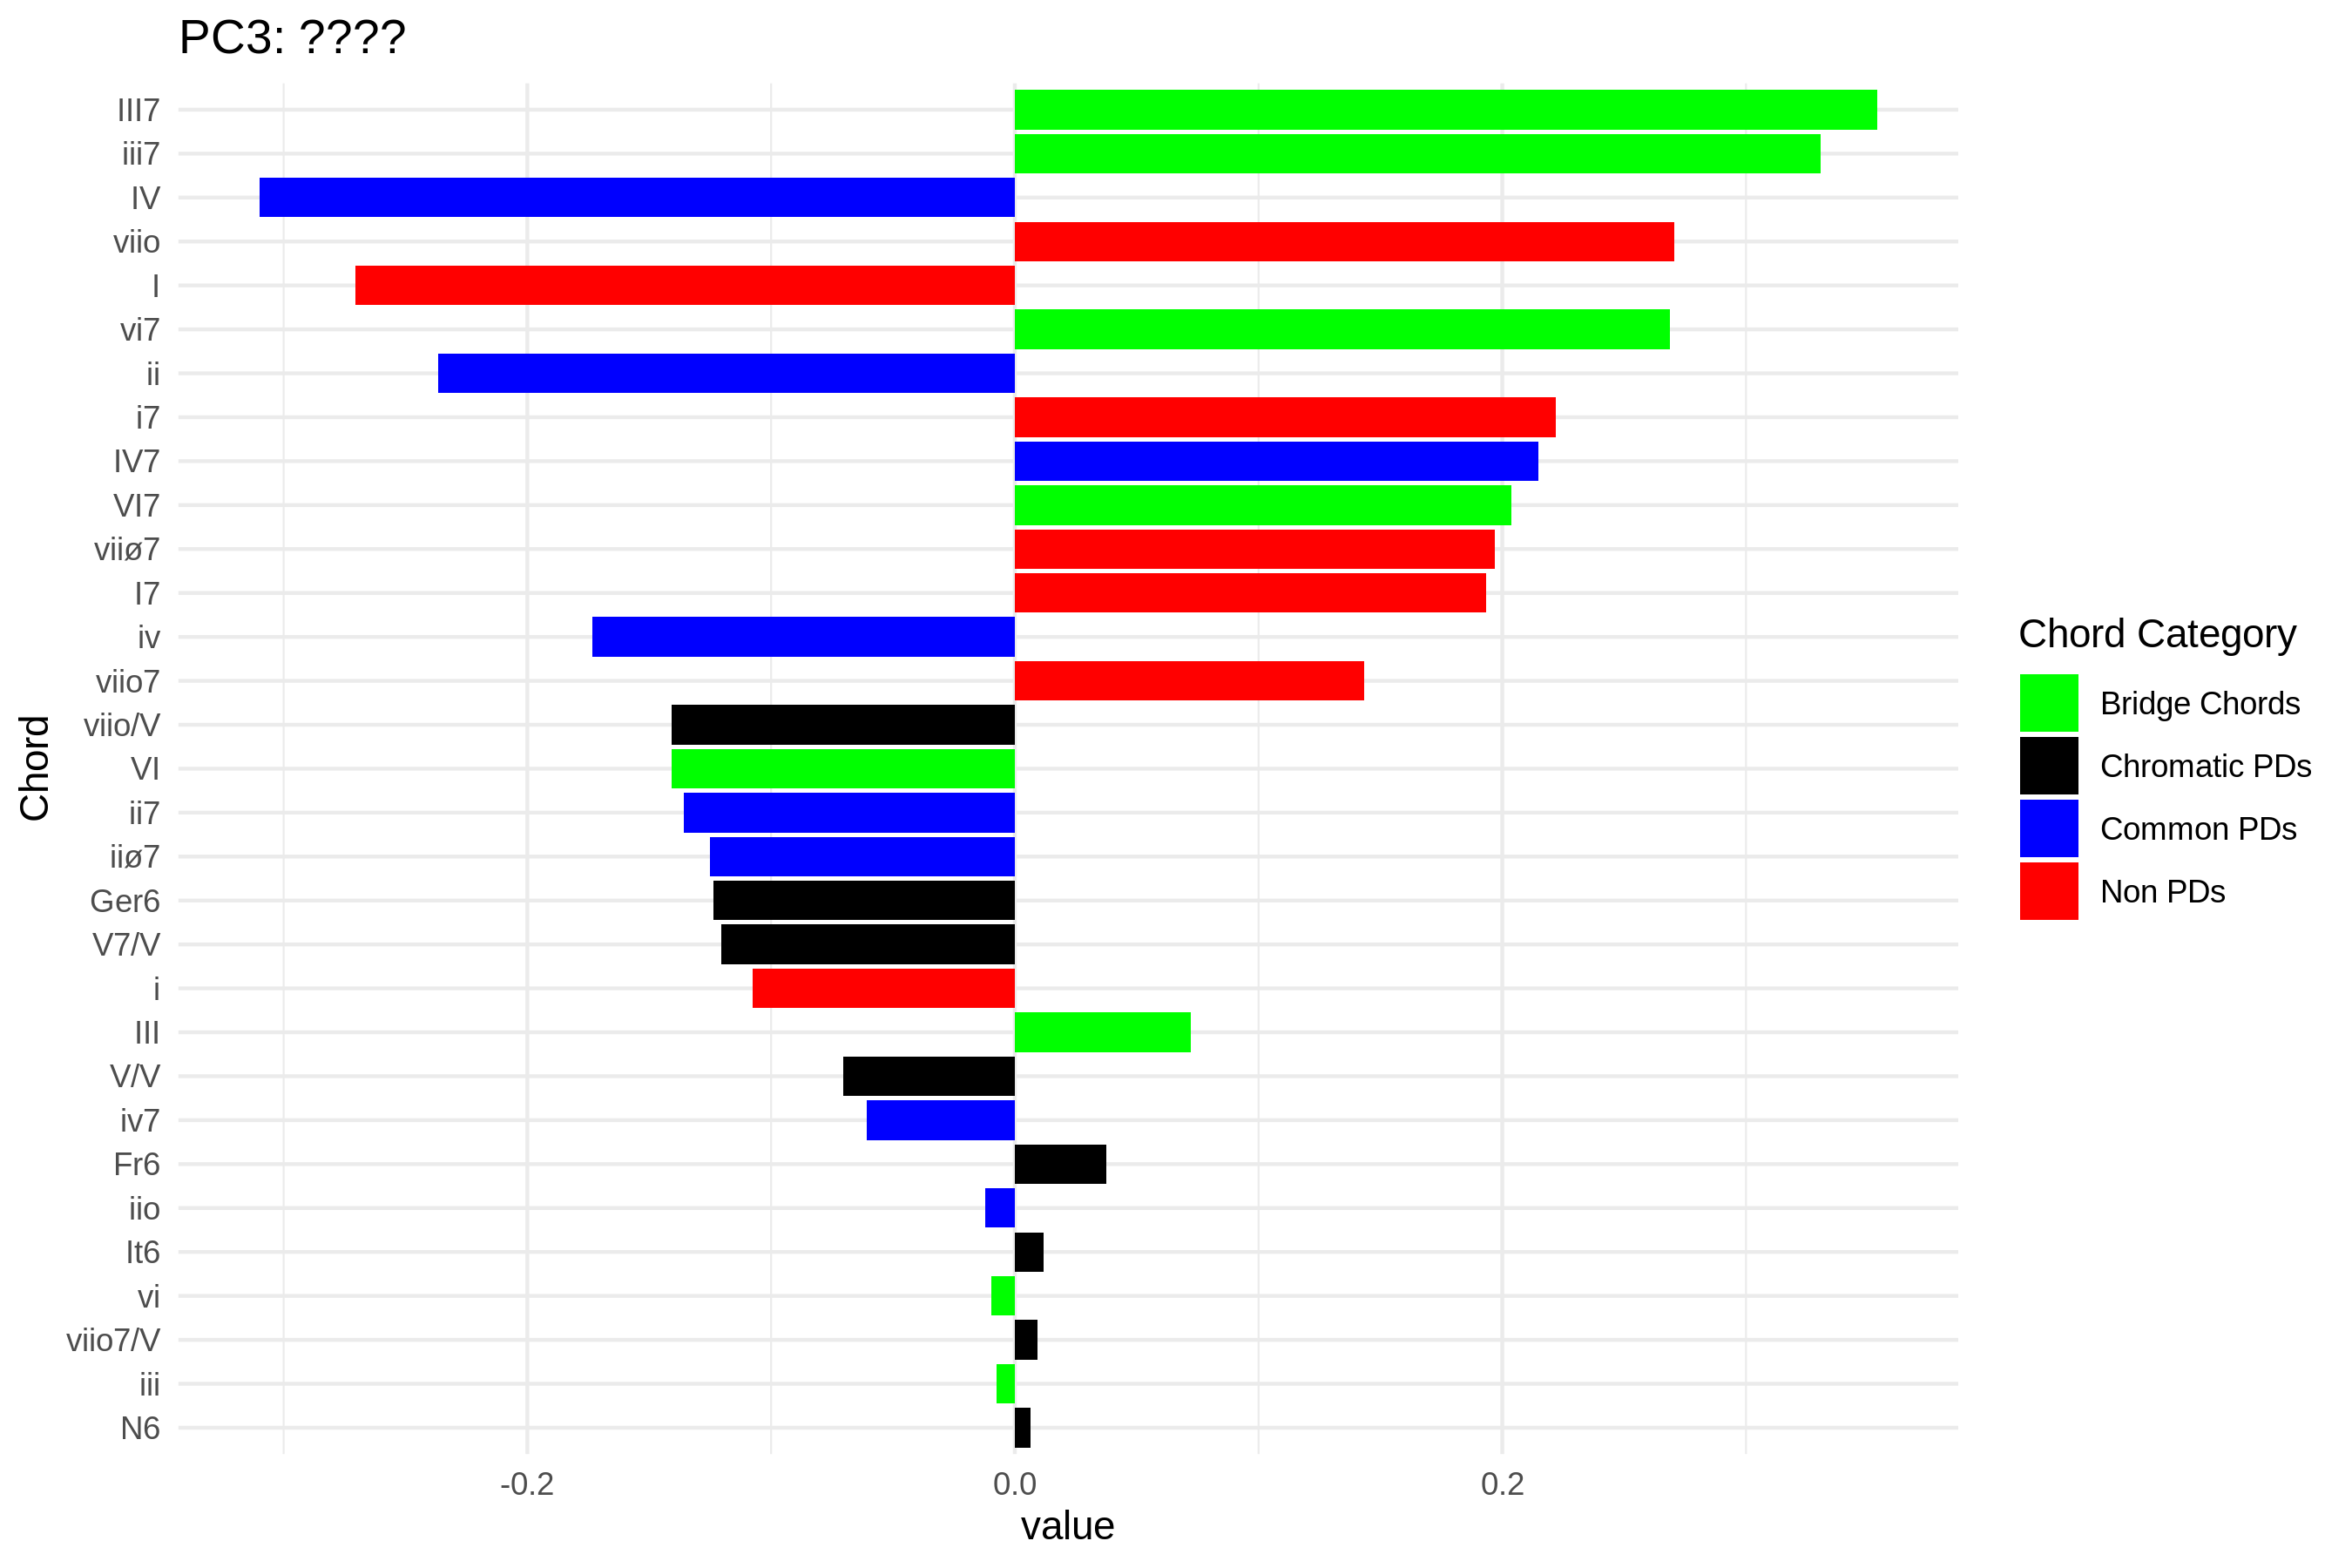 PC3: ????
III7
iii7
IV
viio
I
vi7
ii
i7
IV7
VI7
viiø7
I7
iv
viio7
viio/V
VI
ii7
iiø7
Ger6
V7/V
i
III
V/V
iv7
Fr6
iio
It6
vi
viio7/V
iii
N6
Chord
-0.2 0.0 0.2
value
Chord Category
Bridge Chords
Chromatic PDs
Common PDs
Non PDs